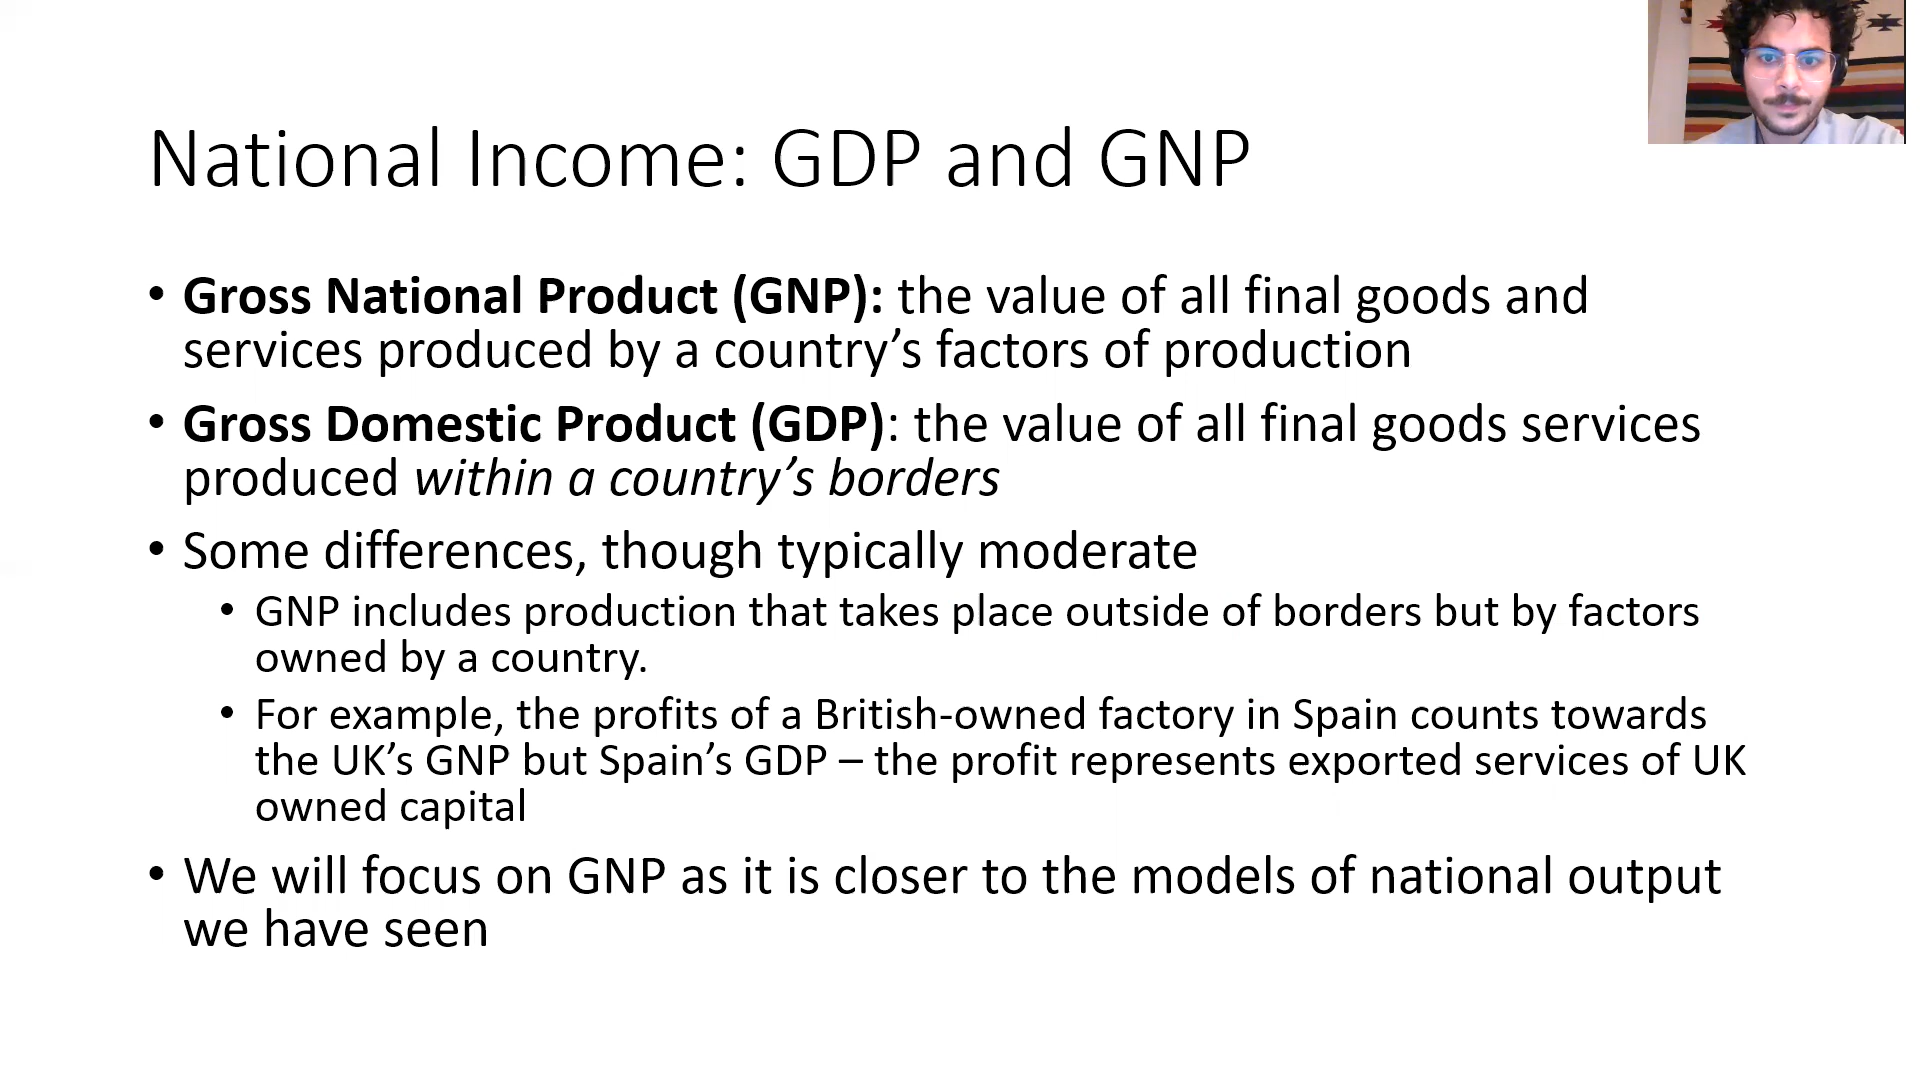 National Income: GDP and GNP
• Gross National Product (GNP): the value of all final goods and
services produced by a country’s factors of production
• Gross Domestic Product (GDP): the value of all final goods services
produced within a country’s borders
• Some differences, though typically moderate
• GNP includes production that takes place outside of borders but by factors
owned by a country.
• For example, the profits of a British-owned factory in Spain counts towards
the UK’s GNP but Spain’s GDP – the profit represents exported services of UK
owned capital
• We will focus on GNP as it is closer to the models of national output
we have seen